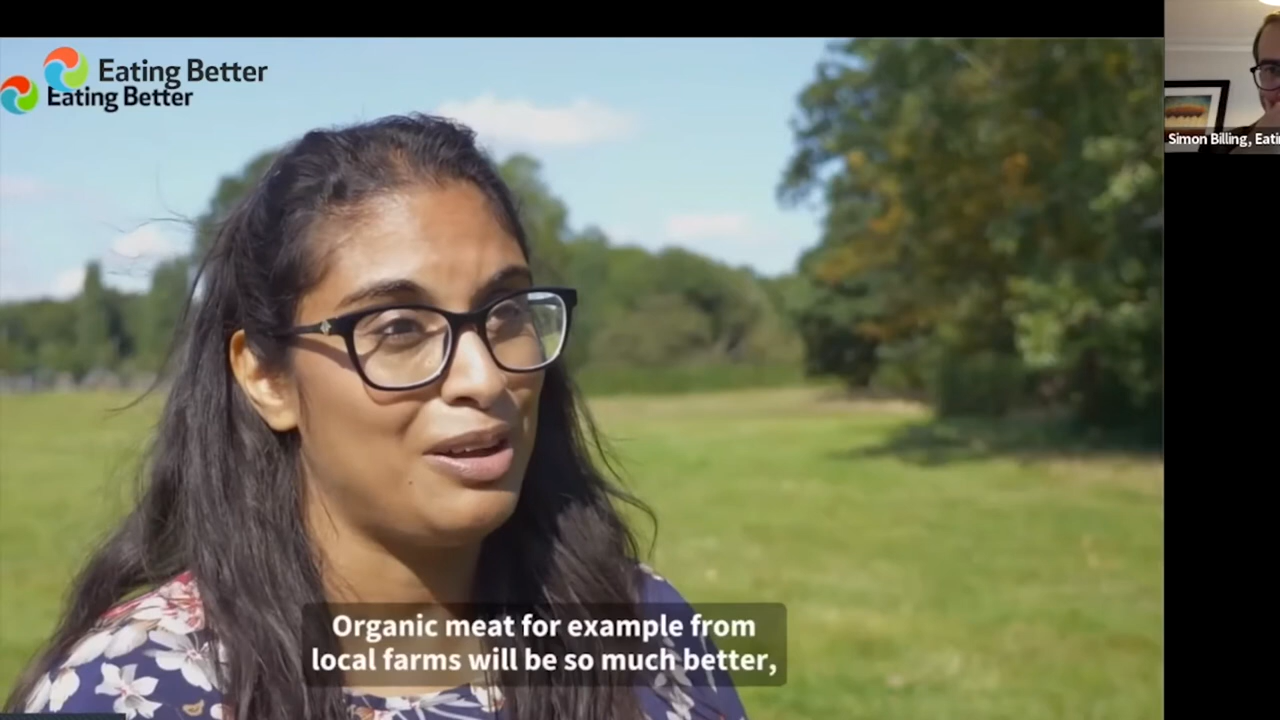 Eating Better
Eating Better
Simon Billing, Eati
Organic meat for example from
local farms will be so much better,